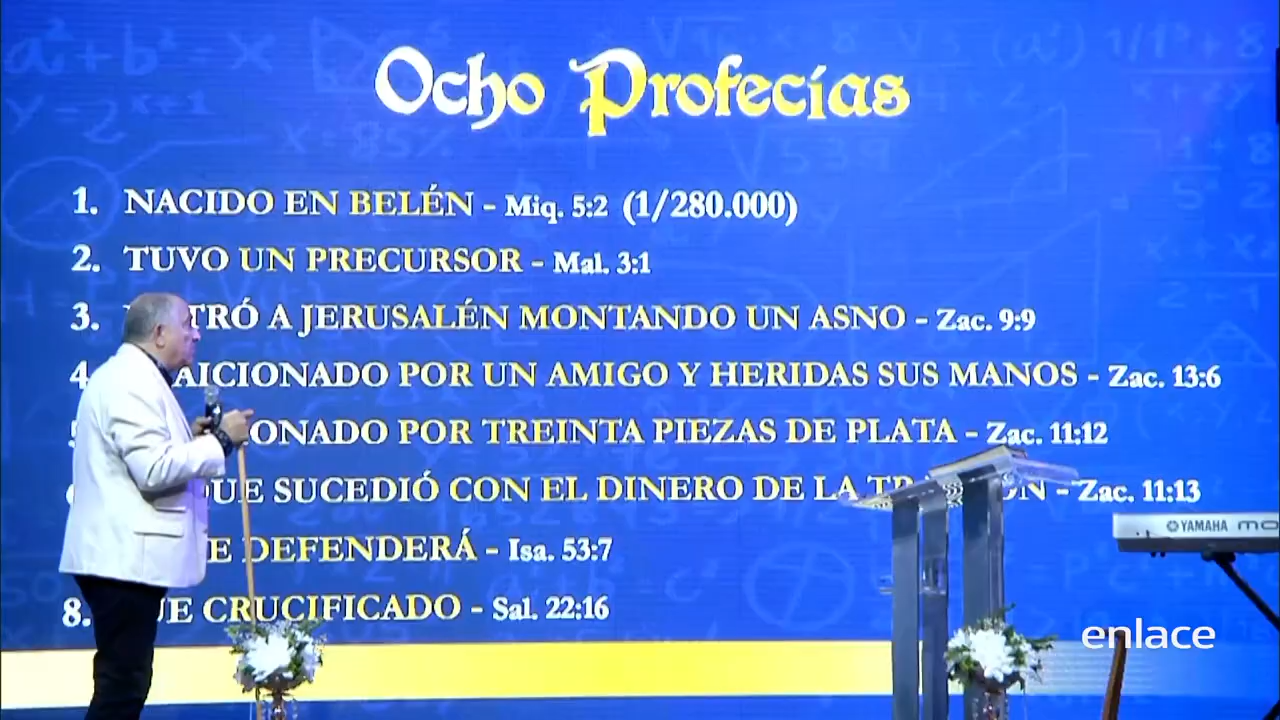 Ocho Profecías
1. NACIDO EN BELÉN - Miq. 5:2 (1/280.000)
2. TUVO UN PRECURSOR - Mal. 3:1
3. TRÓ A JERUSALÉN MONTANDO UN ASNO - Zac. 9:9
4 AICIONADO POR UN AMIGO Y HERIDAS SUS MANOS - Zac. 13:6
ONADO POR TREINTA PIEZAS DE PLATA - Zac. 11:12
QUE SUCEDIÓ CON EL DINERO DE LA - Zac. 11:13
E DEFENDERÁ - Isa. 53:7
8. UE CRUCIFICADO - Sal. 22:16
YAMAHA mo
enlace